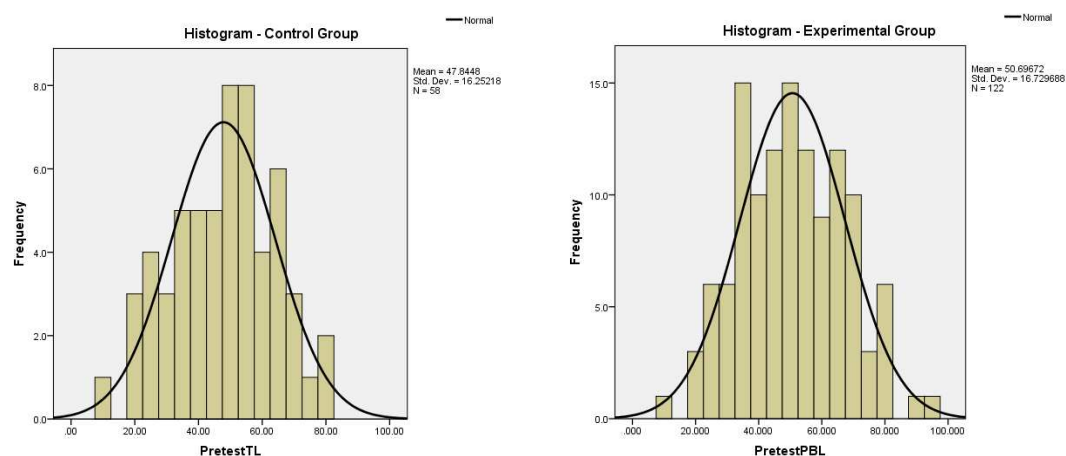 Normal
Histogram - Control Group
Mean = 47.8448
Std. Dev. = 16.25218
N = 58
8.0
6.0
4.0
2.0
0.0
Frequency
.00 20.00 40.00 60.00 80.00 100.00
PretestTL
Normal
Histogram - Experimental Group
Mean = 50.69672
Std. Dev. = 16.729688
N = 122
15.0
10.0
5.0
0.0
Frequency
.000 20.000 40.000 60.000 80.000 100.000
PretestPBL